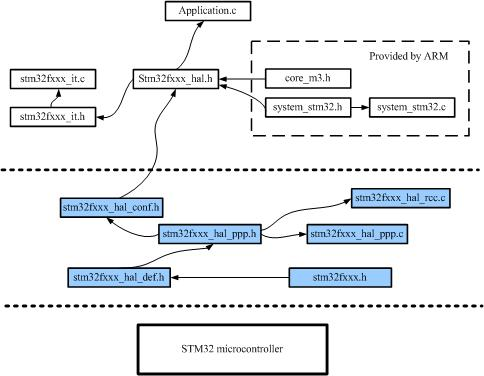 Application.c
Provided by ARM
stm32fxxx_it.c
Stm32fxxx_hal.h
core_m3.h
stm32fxxx_it.h
system_stm32.h
system_stm32.c
stm32fxxx_hal_conf.h
stm32fxxx_hal_rcc.c
stm32fxxx_hal_ppp.h
stm32fxxx_hal_ppp.c
stm32fxxx_hal_def.h
stm32fxxx.h
STM32 microcontroller